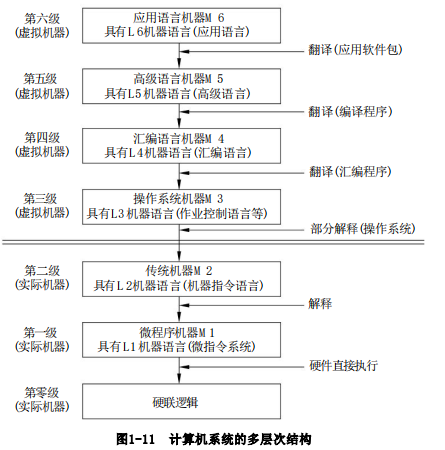 第六级
(虚拟机器)
应用语言机器M 6
具有L6机器语言(应用语言)
翻译(应用软件包)
第五级
(虚拟机器)
高级语言机器M 5
具有L5机器语言(高级语言)
翻译(编译程序)
第四级
(虚拟机器)
汇编语言机器M 4
具有L4机器语言(汇编语言)
翻译(汇编程序)
第三级
(虚拟机器)
操作系统机器M 3
具有L3机器语言(作业控制语言等)
部分解释(操作系统)
第二级
(实际机器)
传统机器M 2
具有L2机器语言(机器指令语言)
解释
第一级
(实际机器)
微程序机器M 1
具有L1机器语言(微指令系统)
硬件直接执行
第零级
(实际机器)
硬联逻辑
图1-11 计算机系统的多层次结构